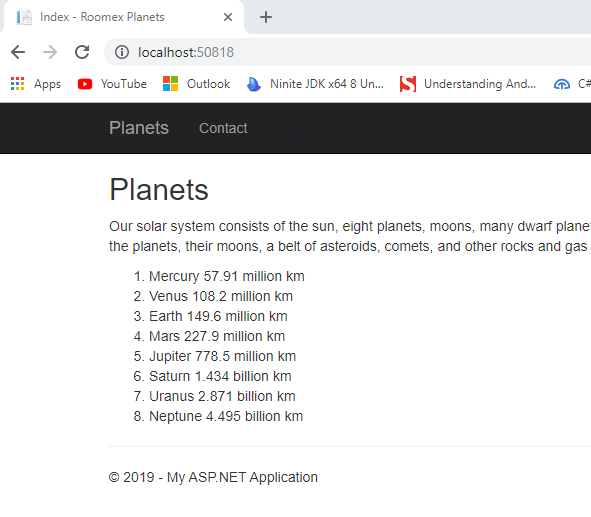 Index - Roomex Planets
localhost:50818
Apps YouTube Outlook Ninite JDK x64 8 Un... Understanding And... C#
Planets Contact
Planets
Our solar system consists of the sun, eight planets, moons, many dwarf plane
the planets, their moons, a belt of asteroids, comets, and other rocks and gas
1. Mercury 57.91 million km
2. Venus 108.2 million km
3. Earth 149.6 million km
4. Mars 227.9 million km
5. Jupiter 778.5 million km
6. Saturn 1.434 billion km
7. Uranus 2.871 billion km
8. Neptune 4.495 billion km
© 2019 - My ASP.NET Application